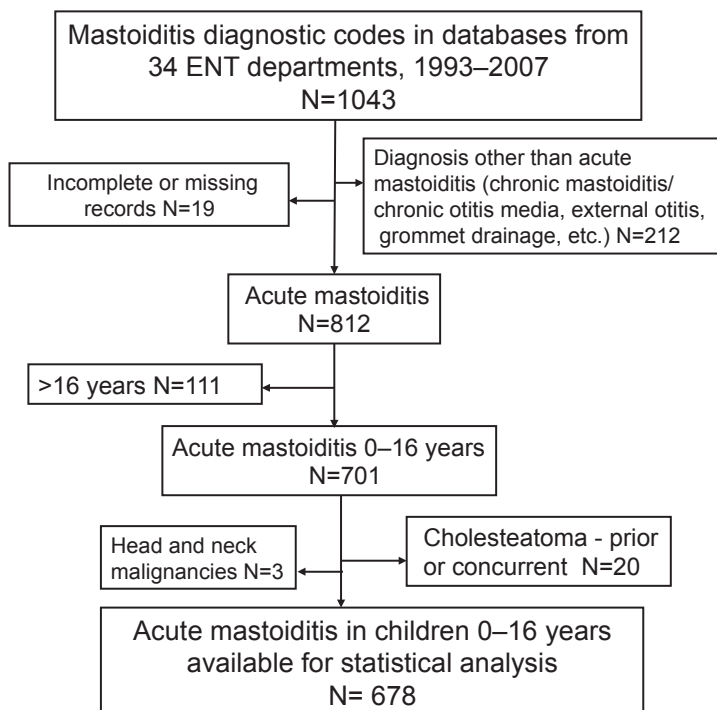 Mastoiditis diagnostic codes in databases from
34 ENT departments, 1993–2007
N=1043
Incomplete or missing
records N=19
Diagnosis other than acute
mastoiditis (chronic mastoiditis/
chronic otitis media, external otitis,
grommet drainage, etc.) N=212
Acute mastoiditis
N=812
>16 years N=111
Acute mastoiditis 0–16 years
N=701
Head and neck
malignancies N=3
Cholesteatoma - prior
or concurrent N=20
Acute mastoiditis in children 0–16 years
available for statistical analysis
N= 678